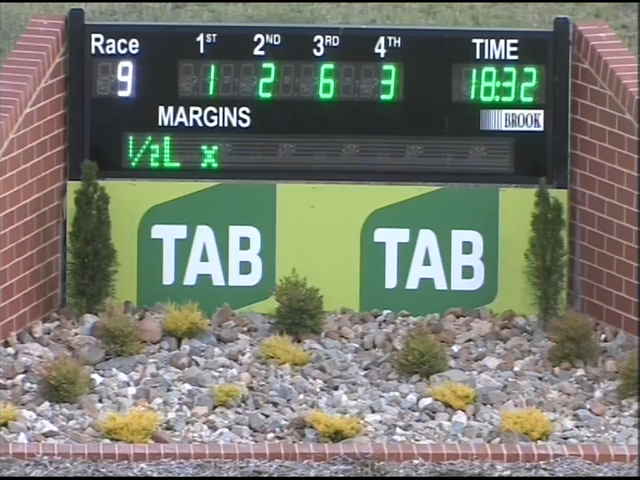 Race 1ST 2ND 3RD 4TH TIME
9 1 2 6 3 18:32
MARGINS BROOK
1/2L x
TAB TAB